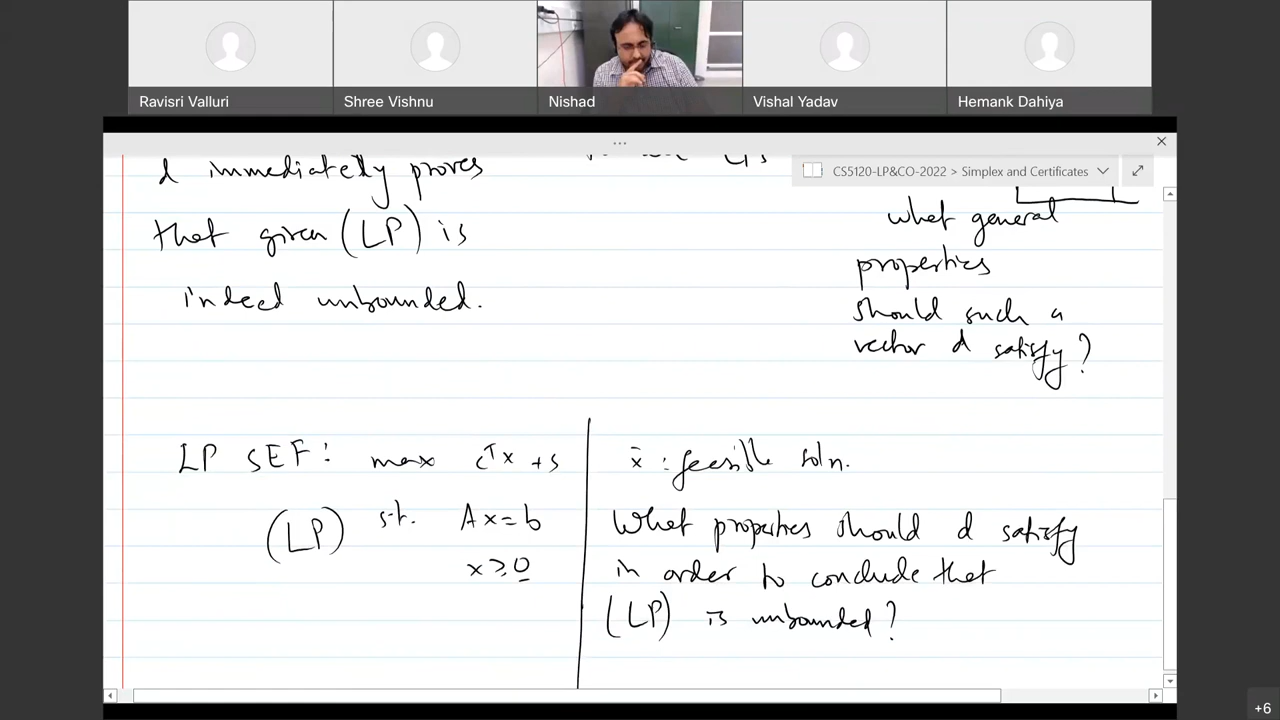 Ravisri Valluri
Shree Vishnu
Nishad
Vishal Yadav
Hemank Dahiya
CS5120-LP&CO-2022 > Simplex and Certificates
d immediately proves
that given (LP) is
indeed unbounded.
LPs
what general
properties
should such a
vector d satisfy?
LP SEF: max cᵀx + s
(LP) s.t. Ax = b
x ≥ 0
x̄ : feasible soln.
What properties should d satisfy
in order to conclude that
(LP) is unbounded?
+6